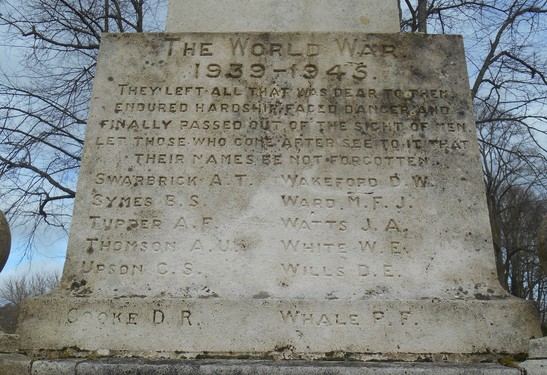 THE WORLD WAR.
1939-1945.
THEY LEFT ALL THAT WAS DEAR TO THEM
ENDURED HARDSHIP, FACED DANGER, AND
FINALLY PASSED OUT OF THE SIGHT OF MEN.
LET THOSE WHO COME AFTER SEE TO IT THAT
THEIR NAMES BE NOT FORGOTTEN.
SWARBRICK A.T. WAKEFORD D.W.
SYMES B.S. WARD. M.F.J.
TUPPER A.E. WATTS J.A.
THOMSON A.U. WHITE W.E.
UPSON C.S. WILLS D.E.
COOKE D.R. WHALE P.F.